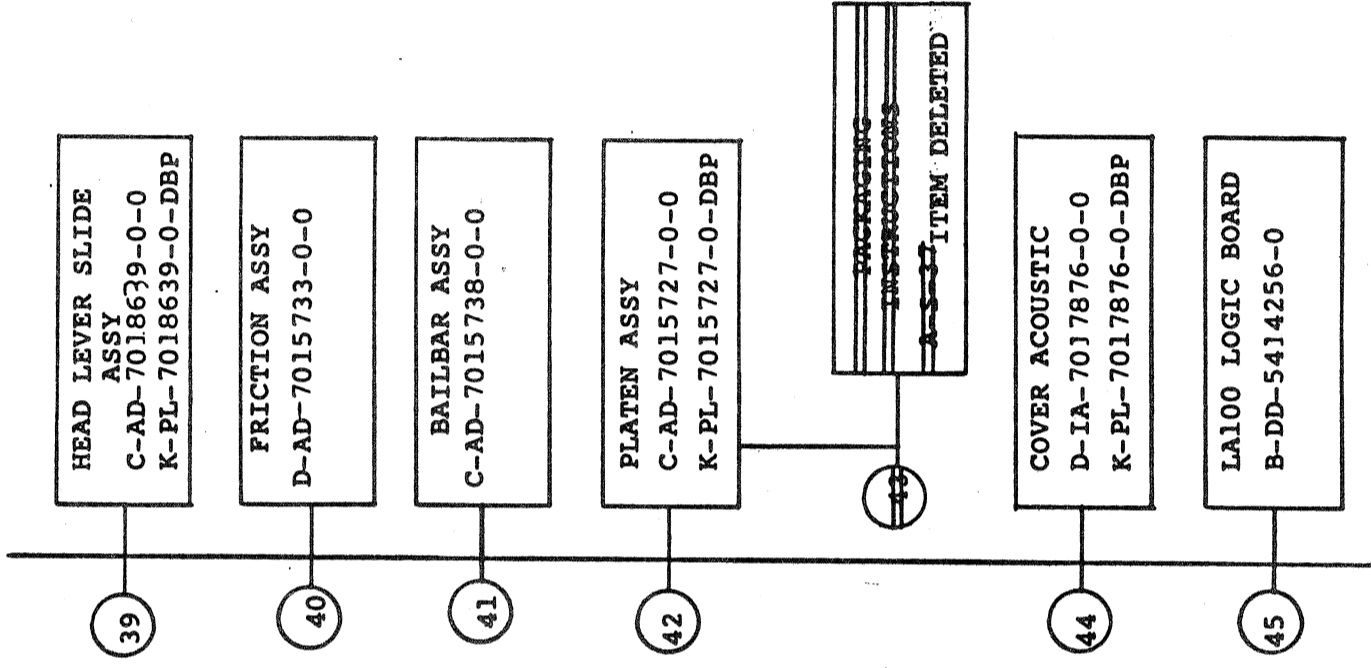 39
HEAD LEVER SLIDE
ASSY
C-AD-7018639-0-0
K-PL-7018639-0-DBP
40
FRICTION ASSY
D-AD-7015733-0-0
41
BAILBAR ASSY
C-AD-7015738-0-0
42
PLATEN ASSY
C-AD-7015727-0-0
K-PL-7015727-0-DBP
43
PACKAGING
INSTRUCTIONS
ITEM DELETED
44
COVER ACOUSTIC
D-IA-7017876-0-0
K-PL-7017876-0-DBP
45
LA100 LOGIC BOARD
B-DD-5414256-0